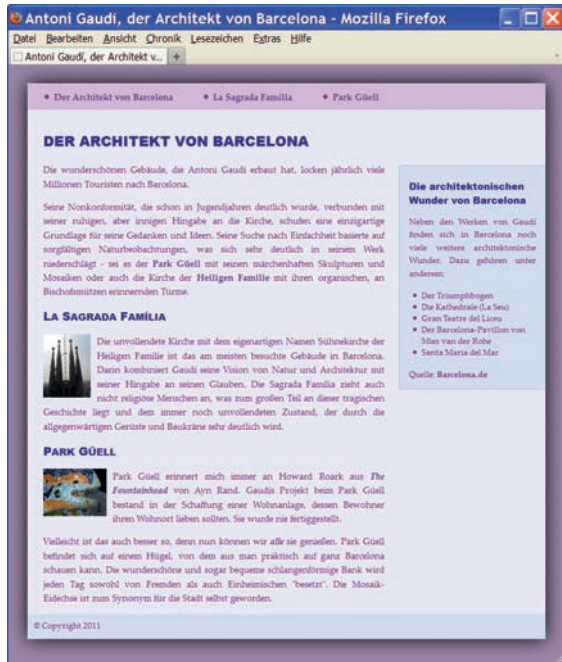 Antoni Gaudí, der Architekt von Barcelona - Mozilla Firefox
Datei Bearbeiten Ansicht Chronik Lesezeichen Extras Hilfe
Antoni Gaudí, der Architekt v... +
• Der Architekt von Barcelona • La Sagrada Família • Park Güell
DER ARCHITEKT VON BARCELONA
Die wunderschönen Gebäude, die Antoni Gaudí erbaut hat, locken jährlich viele
Millionen Touristen nach Barcelona.
Seine Nonkonformität, die schon in Jugendjahren deutlich wurde, verbunden mit
seiner ruhigen, aber innigen Hingabe an die Kirche, schufen eine einzigartige
Grundlage für seine Gedanken und Ideen. Seine Suche nach Einfachheit basierte auf
sorgfältigen Naturbeobachtungen, was sich sehr deutlich in seinem Werk
niederschlägt - sei es der Park Güell mit seinen märchenhaften Skulpturen und
Mosaiken oder auch die Kirche der Heiligen Familie mit ihren organischen, an
Bischofsmützen erinnernden Türme.
LA SAGRADA FAMÍLIA
Die unvollendete Kirche mit dem eigenartigen Namen Sühnekirche der
Heiligen Familie ist das am meisten besuchte Gebäude in Barcelona.
Darin kombiniert Gaudí seine Vision von Natur und Architektur mit
seiner Hingabe an seinen Glauben. Die Sagrada Família zieht auch
nicht religiöse Menschen an, was zum großen Teil an dieser tragischen
Geschichte liegt und dem immer noch unvollendeten Zustand, der durch die
allgegenwärtigen Gerüste und Baukräne sehr deutlich wird.
PARK GÜELL
Park Güell erinnert mich immer an Howard Roark aus The
Fountainhead von Ayn Rand. Gaudís Projekt beim Park Güell
bestand in der Schaffung einer Wohnanlage, dessen Bewohner
ihren Wohnort lieben sollten. Sie wurde nie fertiggestellt.
Vielleicht ist das auch besser so, denn nun können wir alle sie genießen. Park Güell
befindet sich auf einem Hügel, von dem aus man praktisch auf ganz Barcelona
schauen kann. Die wunderschöne und sogar bequeme schlangenförmige Bank wird
jeden Tag sowohl von Fremden als auch Einheimischen "besetzt". Die Mosaik-
Eidechse ist zum Synonym für die Stadt selbst geworden.
Die architektonischen
Wunder von Barcelona
Neben den Werken von Gaudí
finden sich in Barcelona noch
viele weitere architektonische
Wunder. Dazu gehören unter
anderem:
• Der Triumphbogen
• Die Kathedrale (La Seu)
• Gran Teatre del Liceu
• Der Barcelona-Pavillon von
Mies van der Rohe
• Santa Maria del Mar
Quelle: Barcelona.de
© Copyright 2011